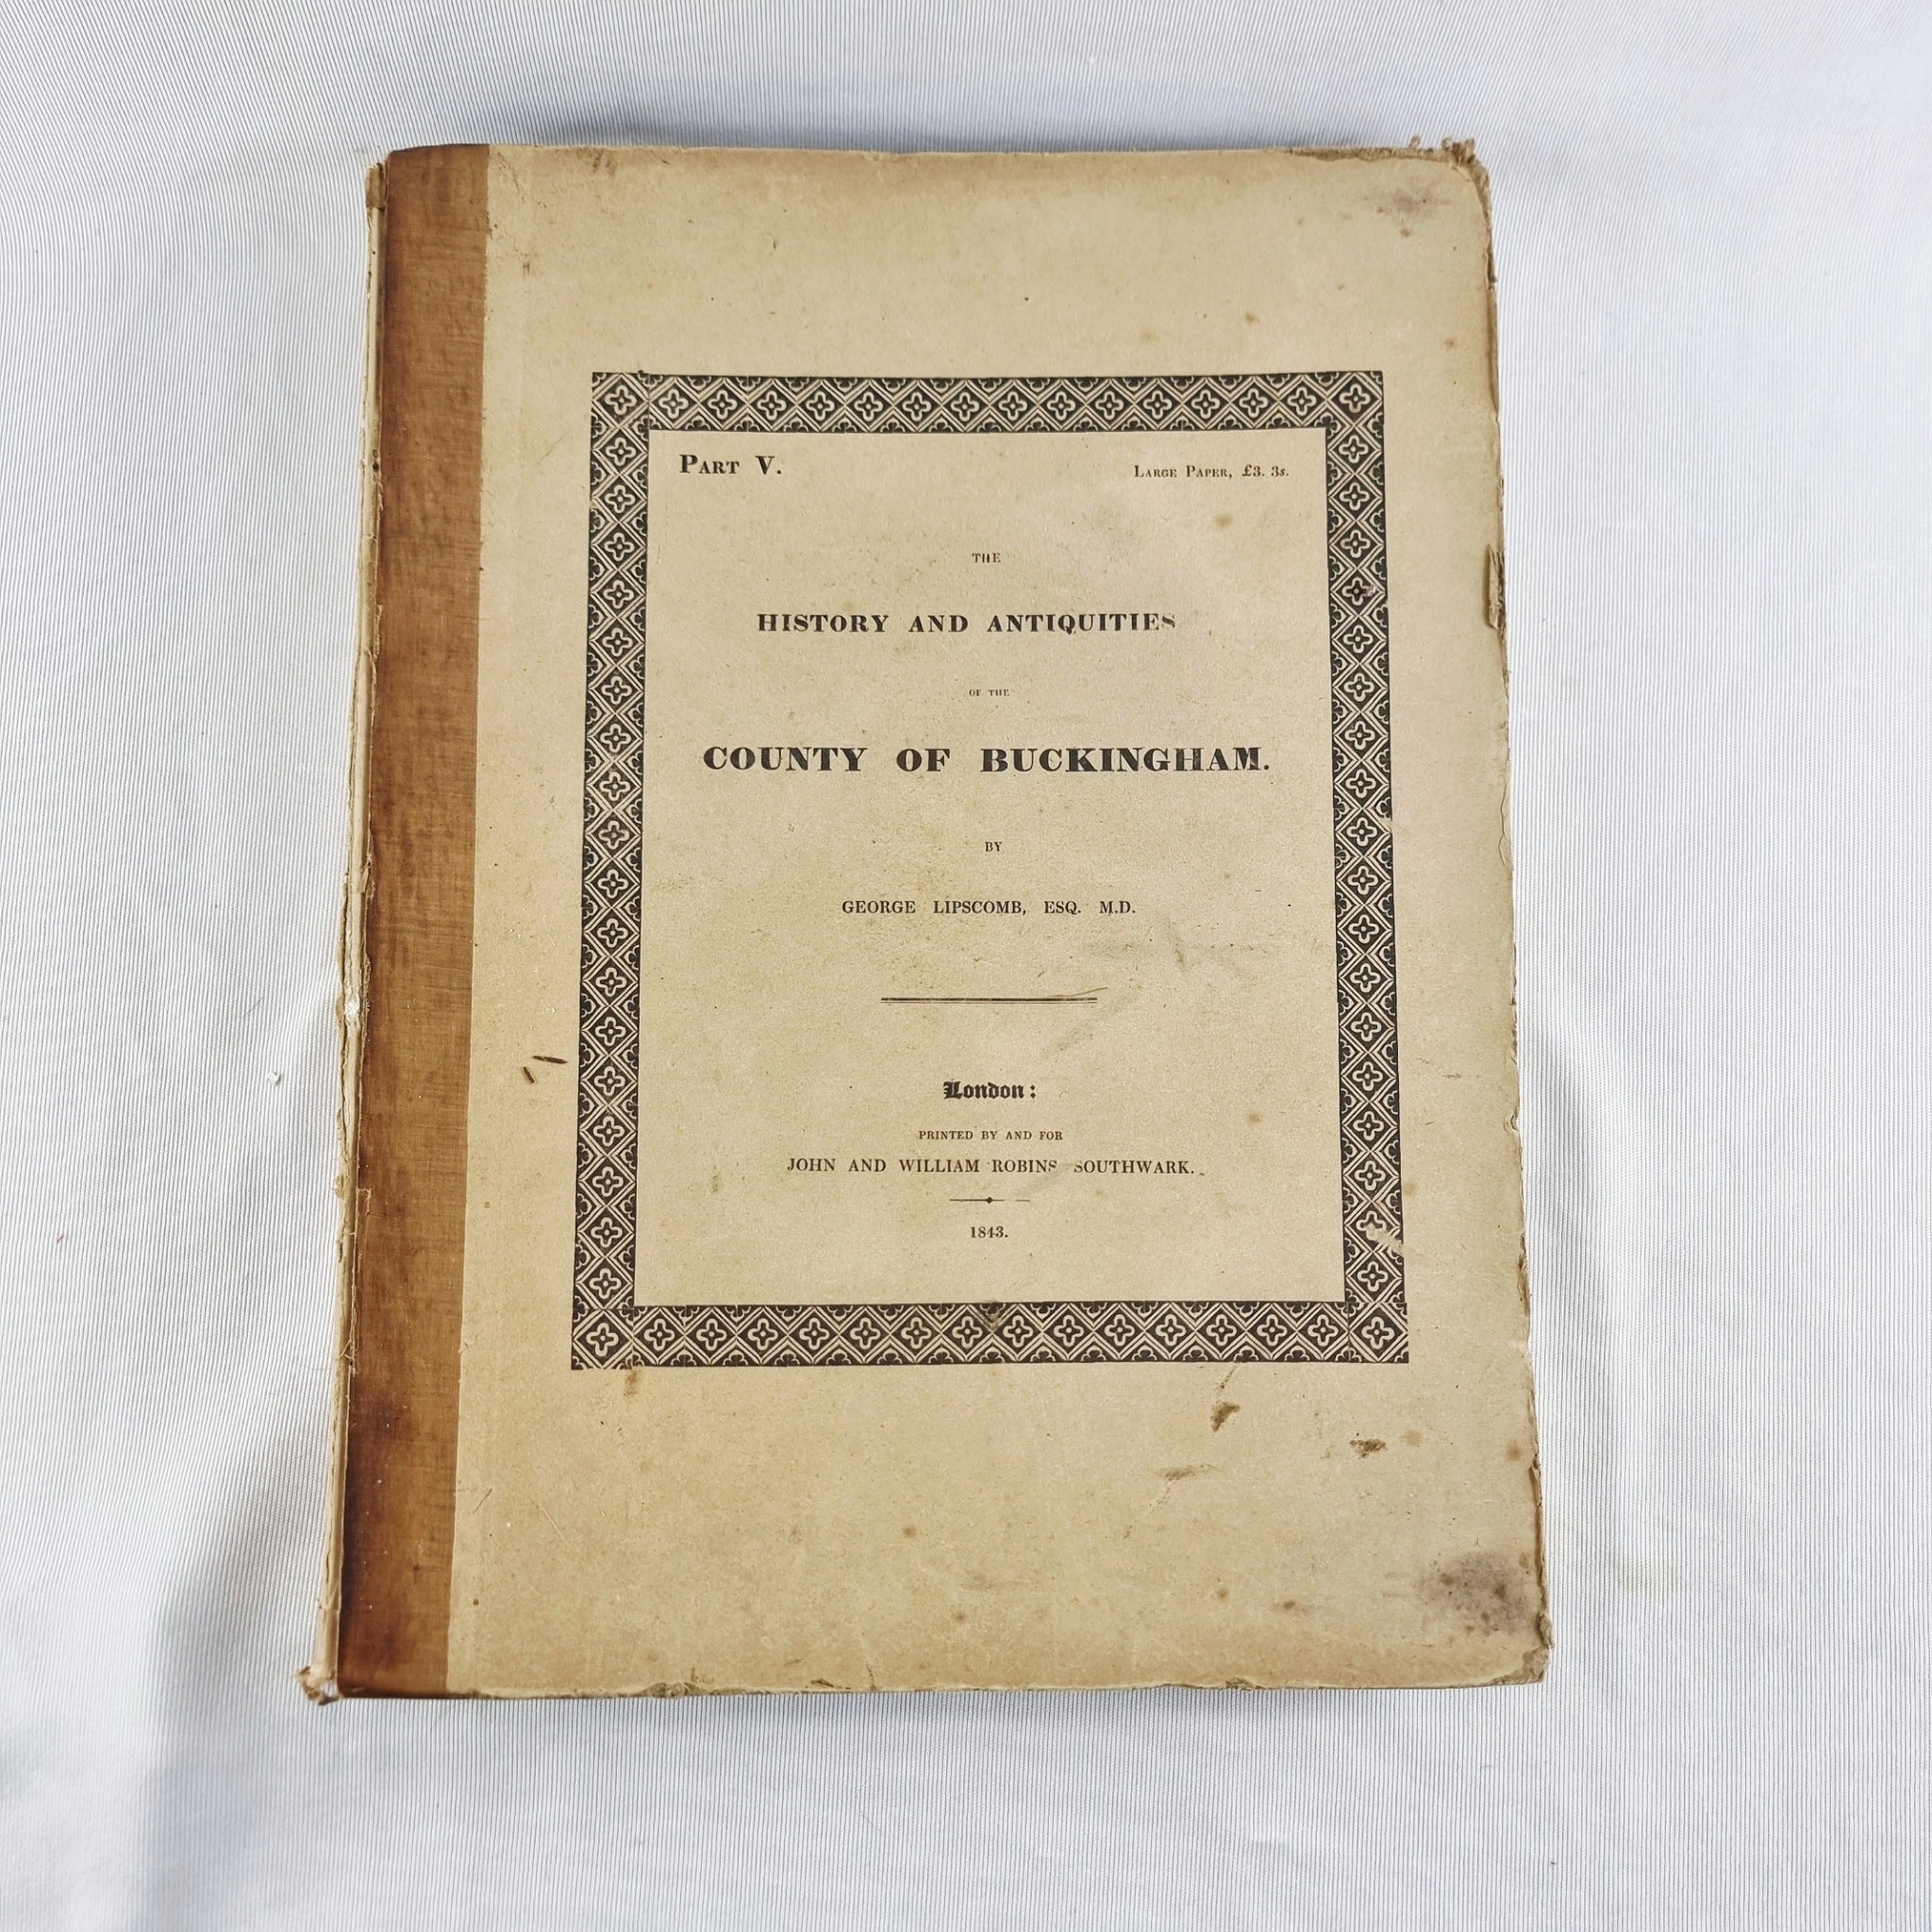 PART V.
LARGE PAPER, £3. 3s.
THE
HISTORY AND ANTIQUITIES
OF THE
COUNTY OF BUCKINGHAM.
BY
GEORGE LIPSCOMB, ESQ. M.D.
London:
PRINTED BY AND FOR
JOHN AND WILLIAM ROBINS SOUTHWARK.
1843.